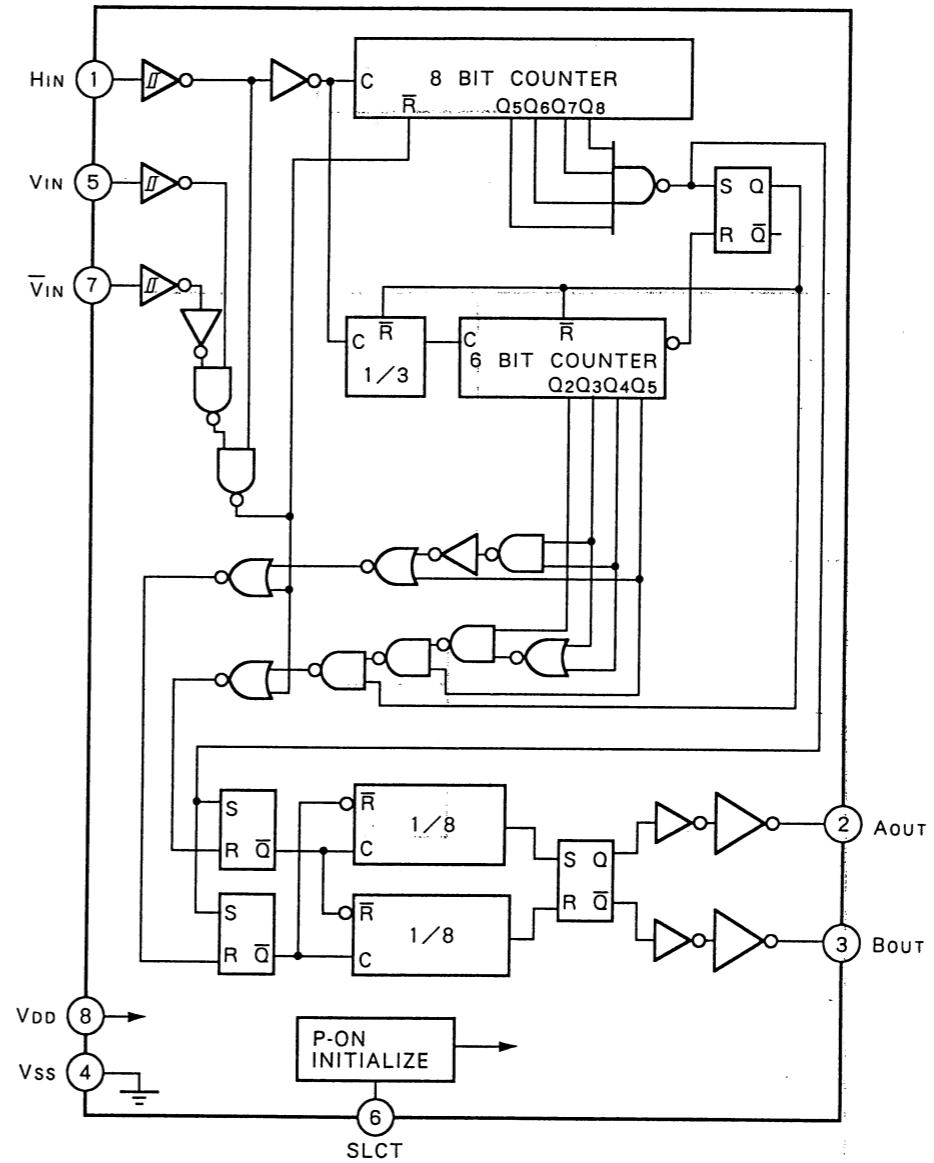 HIN 1
C 8 BIT COUNTER
R̅ Q5Q6Q7Q8
VIN 5
S Q
R Q̅
V̅IN 7
C R̅
1/3
C R̅
6 BIT COUNTER
Q2Q3Q4Q5
S
R Q̅
R̅ 1/8
C
S Q
R Q̅
2 AOUT
S
R Q̅
R̅ 1/8
C
3 BOUT
VDD 8
P-ON
INITIALIZE
VSS 4
6
SLCT